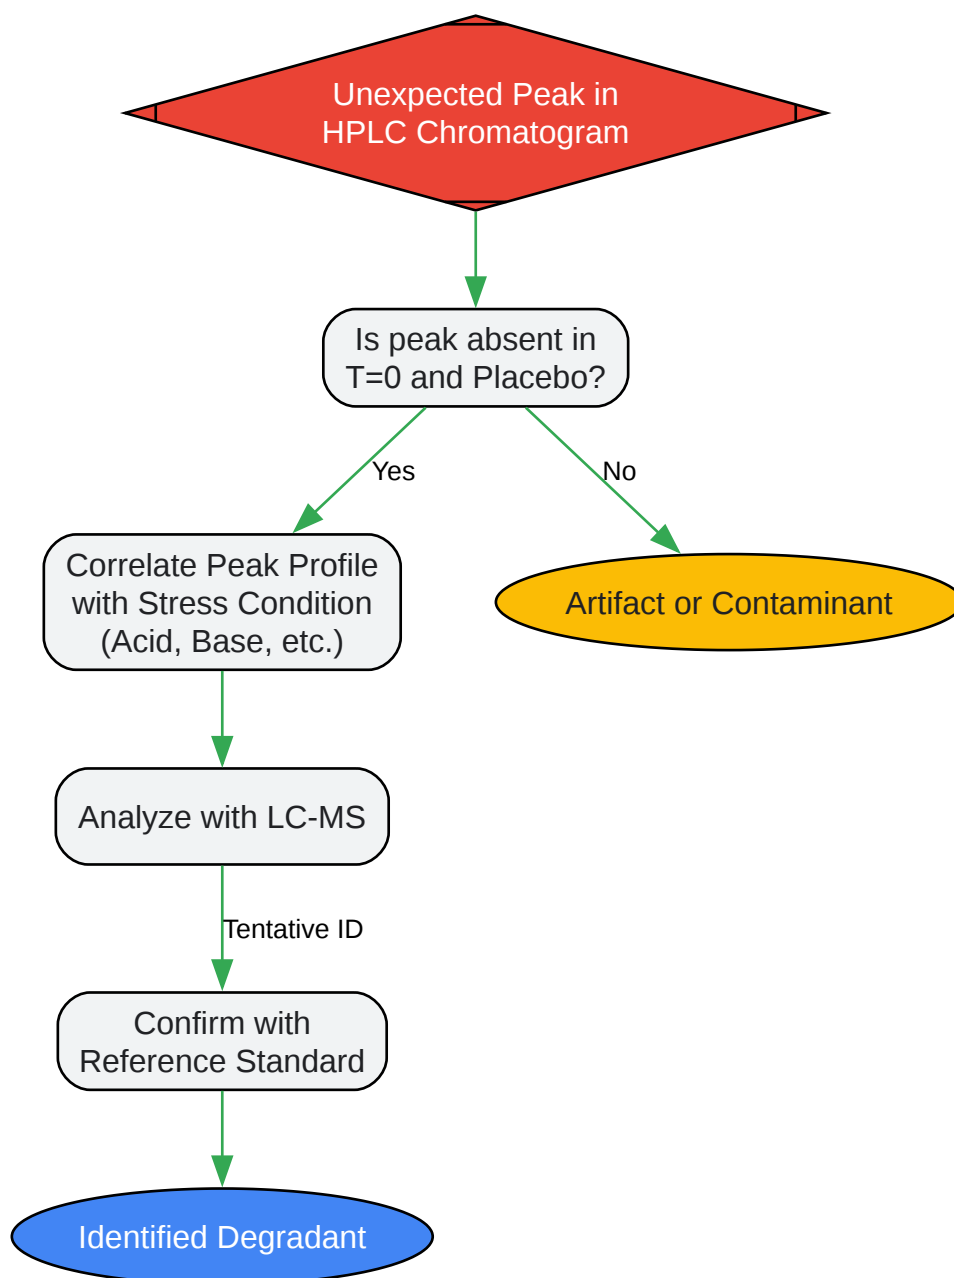 Unexpected Peak in
HPLC Chromatogram
Is peak absent in
T=0 and Placebo?
Yes
No
Correlate Peak Profile
with Stress Condition
(Acid, Base, etc.)
Artifact or Contaminant
Analyze with LC-MS
Tentative ID
Confirm with
Reference Standard
Identified Degradant